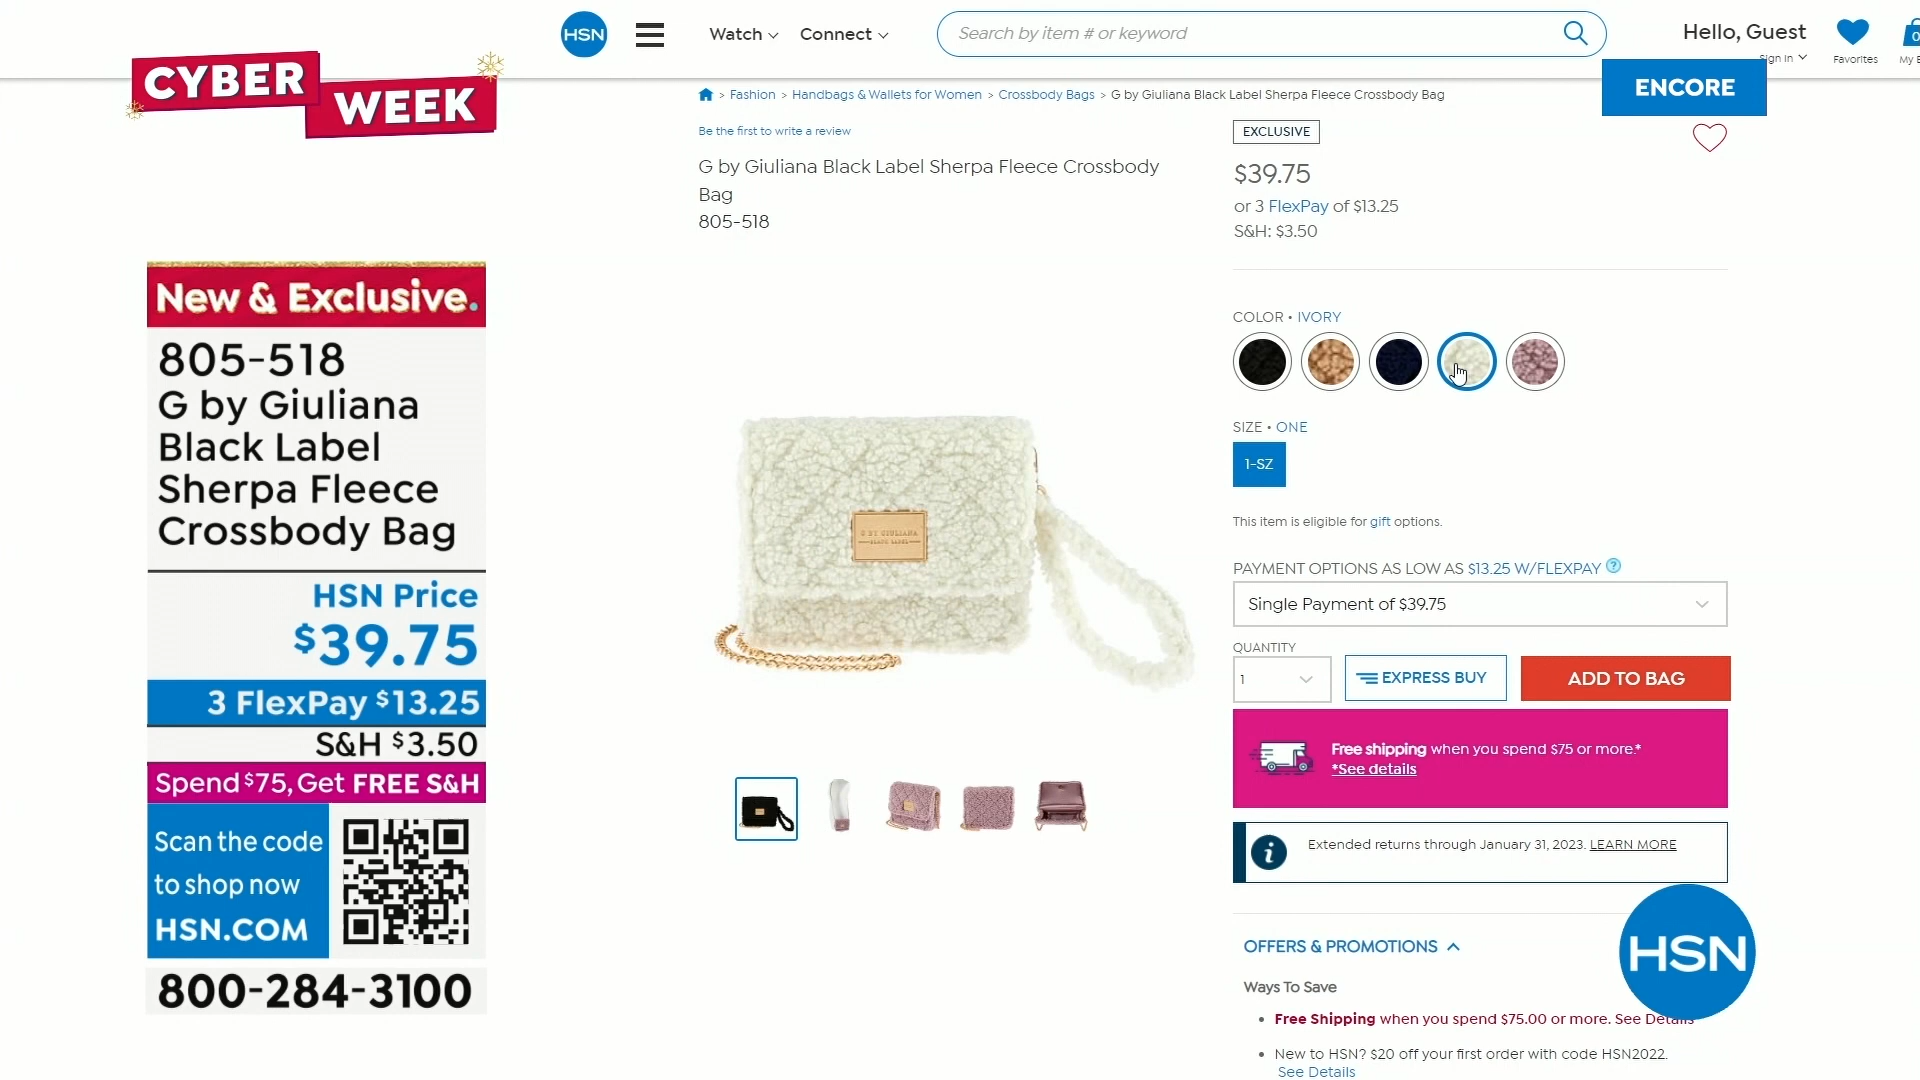 HSN
Watch
Connect
Search by item # or keyword
Hello, Guest
Sign In
Favorites
0
ENCORE
CYBER
WEEK
> Fashion > Handbags & Wallets for Women > Crossbody Bags > G by Giuliana Black Label Sherpa Fleece Crossbody Bag
Be the first to write a review
G by Giuliana Black Label Sherpa Fleece Crossbody
Bag
805-518
EXCLUSIVE
$39.75
or 3 FlexPay of $13.25
S&H: $3.50
COLOR • IVORY
SIZE • ONE
1-SZ
This item is eligible for gift options.
PAYMENT OPTIONS AS LOW AS $13.25 W/FLEXPAY ?
Single Payment of $39.75
QUANTITY
1
EXPRESS BUY
ADD TO BAG
Free shipping when you spend $75 or more.*
*See details
Extended returns through January 31, 2023. LEARN MORE
OFFERS & PROMOTIONS
Ways To Save
• Free Shipping when you spend $75.00 or more. See Details
• New to HSN? $20 off your first order with code HSN2022.
See Details
HSN
G BY GIULIANA
BLACK LABEL
New & Exclusive.
805-518
G by Giuliana
Black Label
Sherpa Fleece
Crossbody Bag
HSN Price
$39.75
3 FlexPay $13.25
S&H $3.50
Spend $75, Get FREE S&H
Scan the code
to shop now
HSN.COM
800-284-3100